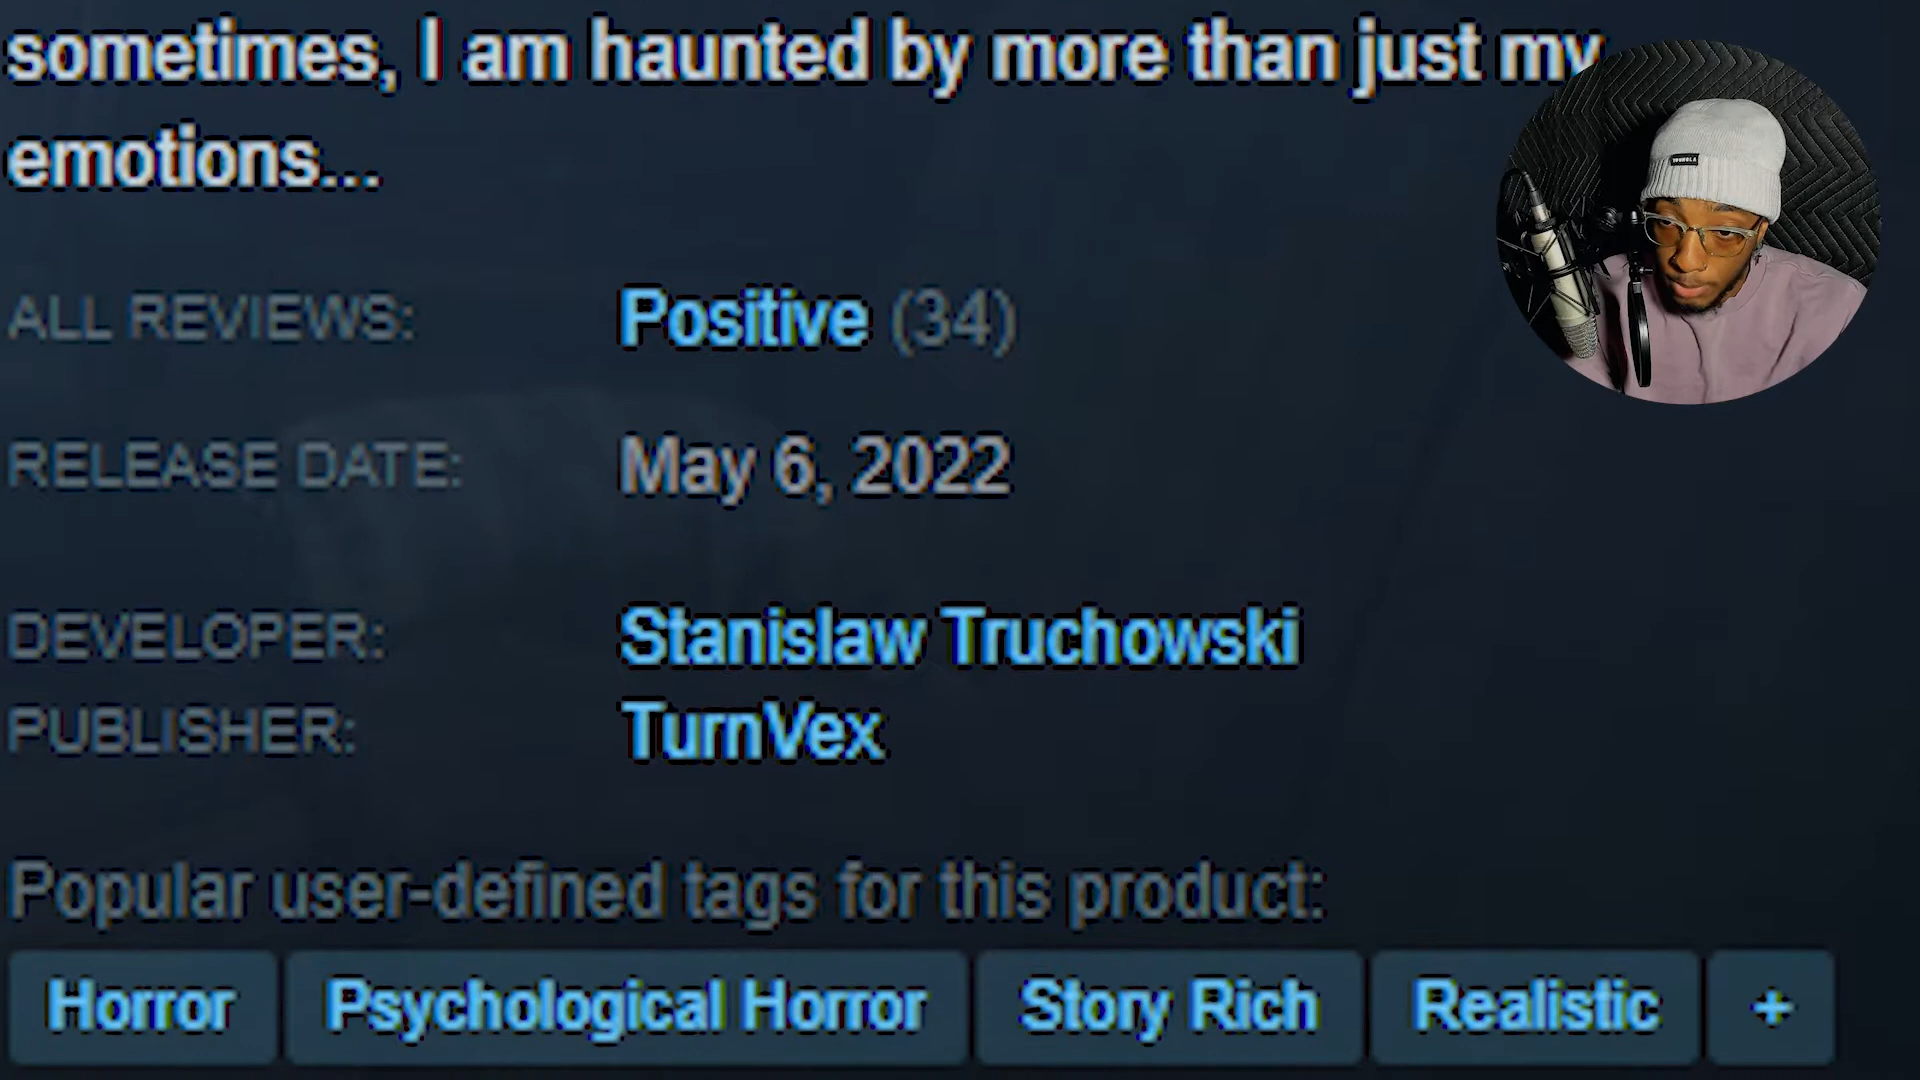 sometimes, I am haunted by more than just my
emotions...
ALL REVIEWS: Positive (34)
RELEASE DATE: May 6, 2022
DEVELOPER: Stanislaw Truchowski
PUBLISHER: TurnVex
Popular user-defined tags for this product:
Horror Psychological Horror Story Rich Realistic +